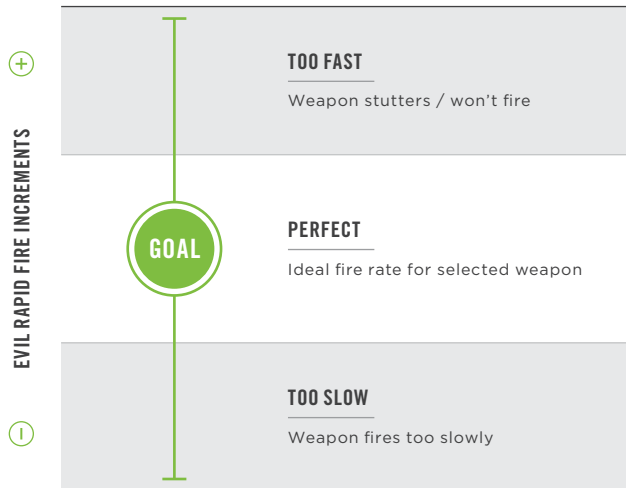 EVIL RAPID FIRE INCREMENTS
TOO FAST
Weapon stutters / won’t fire
GOAL
PERFECT
Ideal fire rate for selected weapon
TOO SLOW
Weapon fires too slowly